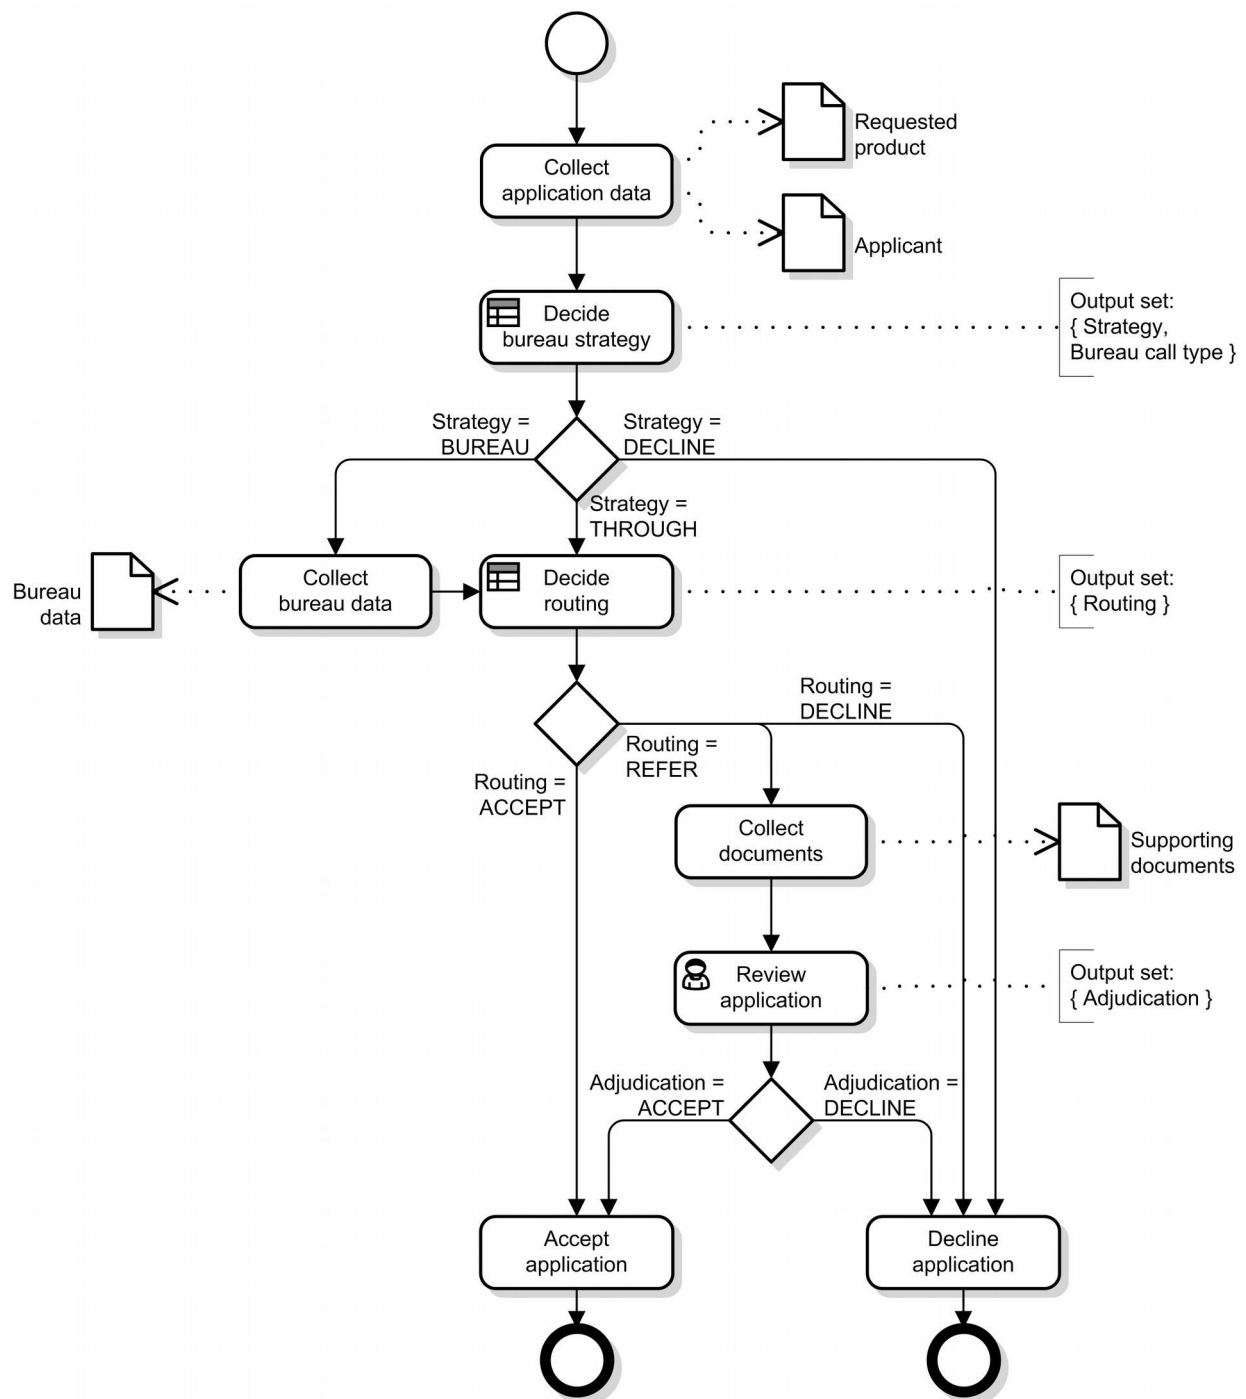 Requested
product
Collect
application data
Applicant
Decide
bureau strategy
Output set:
{ Strategy,
Bureau call type }
Strategy =
BUREAU
Strategy =
DECLINE
Strategy =
THROUGH
Bureau
data
Collect
bureau data
Decide
routing
Output set:
{ Routing }
Routing =
DECLINE
Routing =
REFER
Routing =
ACCEPT
Collect
documents
Supporting
documents
Review
application
Output set:
{ Adjudication }
Adjudication =
ACCEPT
Adjudication =
DECLINE
Accept
application
Decline
application